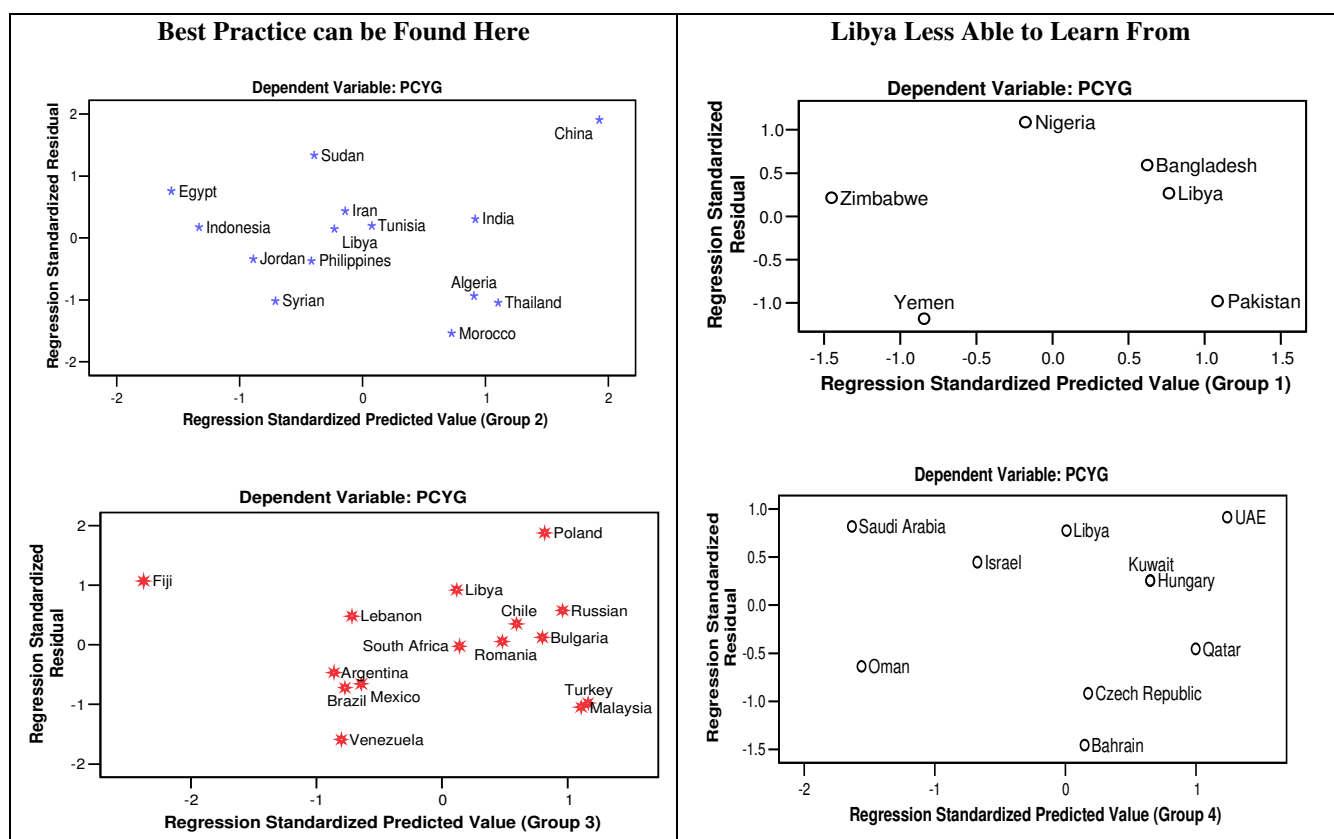 Best Practice can be Found Here
Dependent Variable: PCYG
Regression Standardized Residual
2
1
0
-1
-2
China
Sudan
Egypt
Iran
India
Indonesia
Tunisia
Libya
Jordan
Philippines
Algeria
Syrian
Thailand
Morocco
-2
-1
0
1
2
Regression Standardized Predicted Value (Group 2)
Libya Less Able to Learn From
Dependent Variable: PCYG
Regression Standardized
Residual
1.0
0.5
0.0
-0.5
-1.0
Nigeria
Bangladesh
Zimbabwe
Libya
Yemen
Pakistan
-1.5
-1.0
-0.5
0.0
0.5
1.0
1.5
Regression Standardized Predicted Value (Group 1)
Dependent Variable: PCYG
Regression Standardized
Residual
2
1
0
-1
-2
Poland
Fiji
Libya
Lebanon
Chile
Russian
South Africa
Bulgaria
Romania
Argentina
Brazil
Mexico
Turkey
Malaysia
Venezuela
-2
-1
0
1
Regression Standardized Predicted Value (Group 3)
Dependent Variable: PCYG
Regression Standardized
Residual
1.0
0.5
0.0
-0.5
-1.0
-1.5
UAE
Saudi Arabia
Libya
Israel
Kuwait
Hungary
Oman
Qatar
Czech Republic
Bahrain
-2
-1
0
1
Regression Standardized Predicted Value (Group 4)